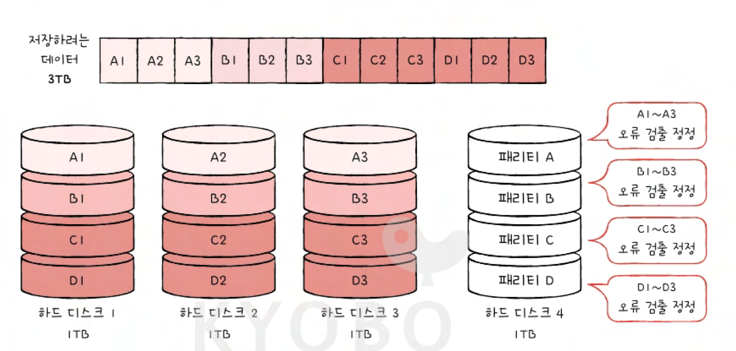 저장하려는
데이터
3TB
A1 A2 A3 B1 B2 B3 C1 C2 C3 D1 D2 D3
A1 A2 A3 패리티 A
A1~A3
오류 검출 정정
B1 B2 B3 패리티 B
B1~B3
오류 검출 정정
C1 C2 C3 패리티 C
C1~C3
오류 검출 정정
D1 D2 D3 패리티 D
D1~D3
오류 검출 정정
하드 디스크 1 하드 디스크 2 하드 디스크 3 하드 디스크 4
1TB 1TB 1TB 1TB
KYOBO